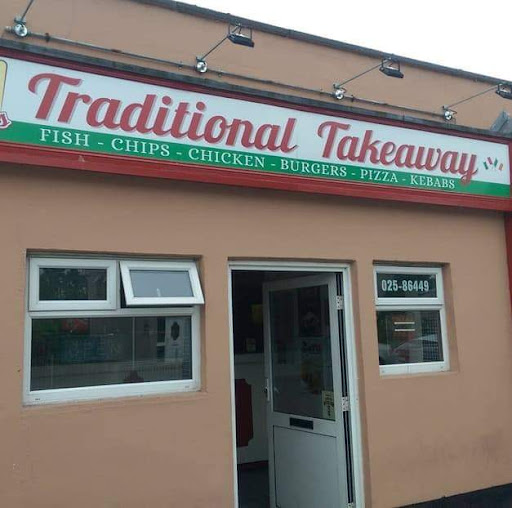 Traditional Takeaway
FISH - CHIPS - CHICKEN - BURGERS - PIZZA - KEBABS
025-86449